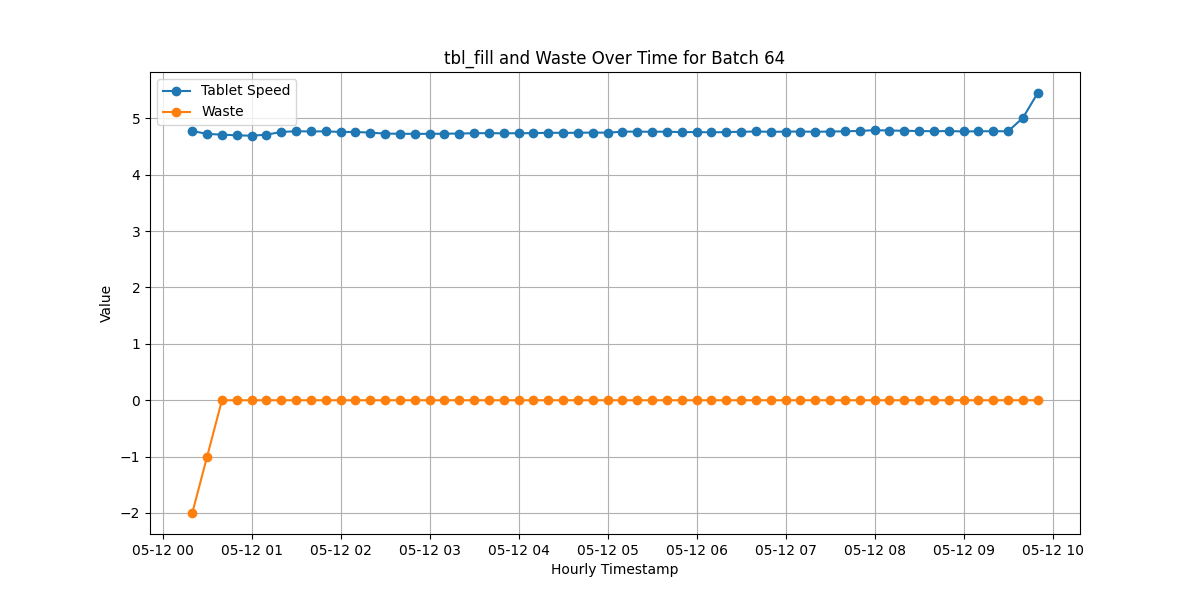 tbl_fill and Waste Over Time for Batch 64
Tablet Speed
Waste
5
4
3
2
1
0
−1
−2
Value
05-12 00 05-12 01 05-12 02 05-12 03 05-12 04 05-12 05 05-12 06 05-12 07 05-12 08 05-12 09 05-12 10
Hourly Timestamp